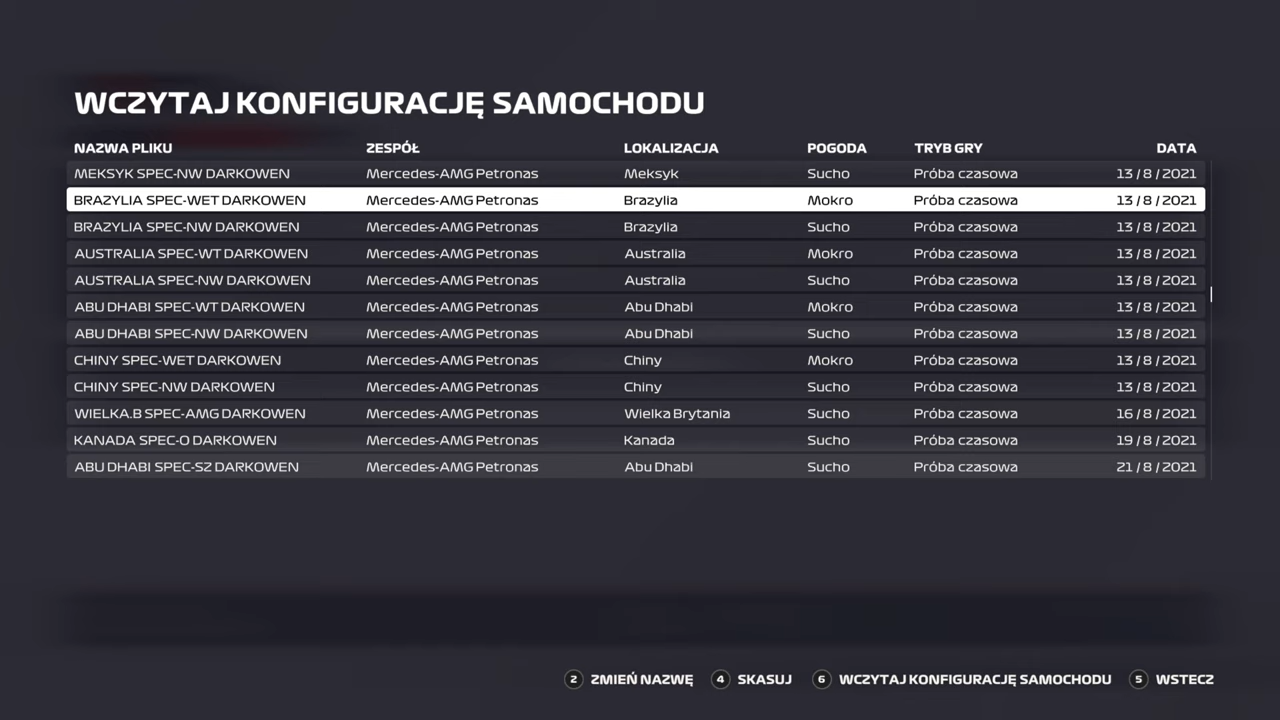 WCZYTAJ KONFIGURACJĘ SAMOCHODU
NAZWA PLIKU ZESPÓŁ LOKALIZACJA POGODA TRYB GRY DATA
MEKSYK SPEC-NW DARKOWEN Mercedes-AMG Petronas Meksyk Sucho Próba czasowa 13/8/2021
BRAZYLIA SPEC-WET DARKOWEN Mercedes-AMG Petronas Brazylia Mokro Próba czasowa 13/8/2021
BRAZYLIA SPEC-NW DARKOWEN Mercedes-AMG Petronas Brazylia Sucho Próba czasowa 13/8/2021
AUSTRALIA SPEC-WT DARKOWEN Mercedes-AMG Petronas Australia Mokro Próba czasowa 13/8/2021
AUSTRALIA SPEC-NW DARKOWEN Mercedes-AMG Petronas Australia Sucho Próba czasowa 13/8/2021
ABU DHABI SPEC-WT DARKOWEN Mercedes-AMG Petronas Abu Dhabi Mokro Próba czasowa 13/8/2021
ABU DHABI SPEC-NW DARKOWEN Mercedes-AMG Petronas Abu Dhabi Sucho Próba czasowa 13/8/2021
CHINY SPEC-WET DARKOWEN Mercedes-AMG Petronas Chiny Mokro Próba czasowa 13/8/2021
CHINY SPEC-NW DARKOWEN Mercedes-AMG Petronas Chiny Sucho Próba czasowa 13/8/2021
WIELKA.B SPEC-AMG DARKOWEN Mercedes-AMG Petronas Wielka Brytania Sucho Próba czasowa 16/8/2021
KANADA SPEC-O DARKOWEN Mercedes-AMG Petronas Kanada Sucho Próba czasowa 19/8/2021
ABU DHABI SPEC-SZ DARKOWEN Mercedes-AMG Petronas Abu Dhabi Sucho Próba czasowa 21/8/2021
2 ZMIEŃ NAZWĘ 4 SKASUJ 6 WCZYTAJ KONFIGURACJĘ SAMOCHODU 5 WSTECZ